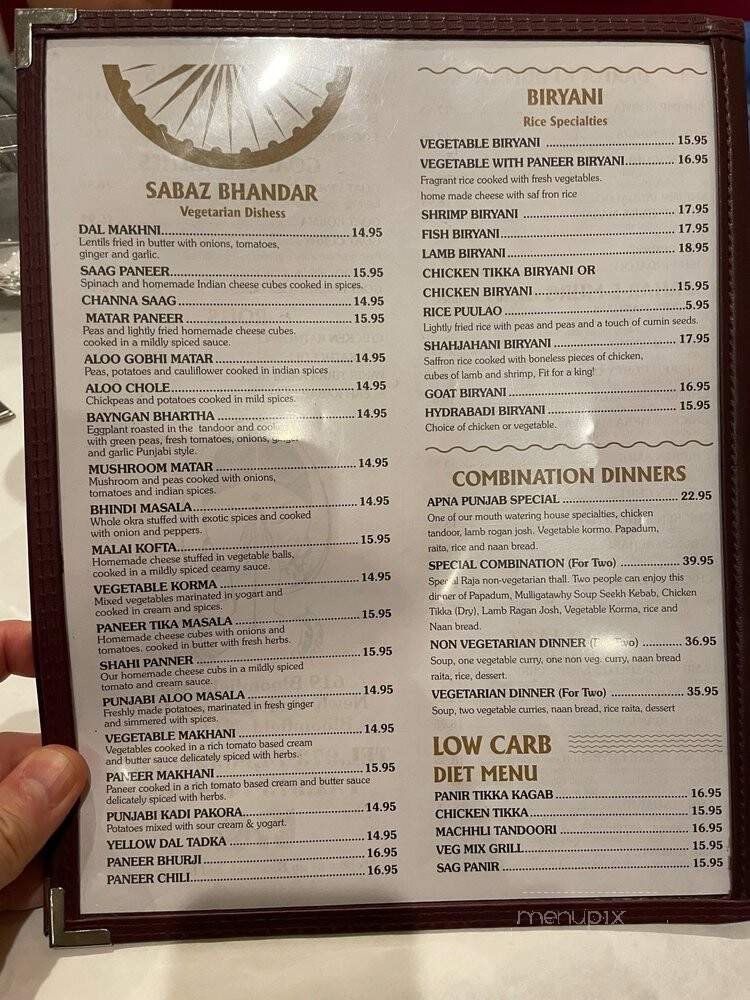 SABAZ BHANDAR
Vegetarian Dishess
DAL MAKHNI 14.95
Lentils fried in butter with onions, tomatoes,
ginger and garlic.
SAAG PANEER 15.95
Spinach and homemade Indian cheese cubes cooked in spices.
CHANNA SAAG 14.95
MATAR PANEER 15.95
Peas and lightly fried homemade cheese cubes.
cooked in a mildly spiced sauce.
ALOO GOBHI MATAR 14.95
Peas, potatoes and cauliflower cooked in indian spices
ALOO CHOLE 14.95
Chickpeas and potatoes cooked in mild spices.
BAYNGAN BHARTHA 14.95
Eggplant roasted in the tandoor and
with green peas, fresh tomatoes, onions, ginger
and garlic Punjabi style.
MUSHROOM MATAR 14.95
Mushroom and peas cooked with onions,
tomatoes and indian spices.
BHINDI MASALA 14.95
Whole okra stuffed with exotic spices and cooked
with onion and peppers.
MALAI KOFTA 15.95
Homemade cheese stuffed in vegetable balls,
cooked in a mildly spiced ceamy sauce.
VEGETABLE KORMA 14.95
Mixed vegetables marinated in yogurt and
cooked in cream and spices.
PANEER TIKA MASALA 15.95
Homemade cheese cubes with onions and
tomatoes, cooked in butter with fresh herbs.
SHAHI PANNER 15.95
Our homemade cheese cubs in a mildly spiced
tomato and cream sauce.
PUNJABI ALOO MASALA 14.95
Freshly made potatoes, marinated in fresh ginger
and simmered with spices.
VEGETABLE MAKHANI 14.95
Vegetables cooked in a rich tomato based cream
and butter sauce delicately spiced with herbs.
PANEER MAKHANI 15.95
Paneer cooked in a rich tomato based cream and butter sauce
delicately spiced with herbs.
PUNJABI KADI PAKORA 14.95
Potatoes mixed with sour cream & yogurt.
YELLOW DAL TADKA 14.95
PANEER BHURJI 16.95
PANEER CHILI 16.95
BIRYANI
Rice Specialties
VEGETABLE BIRYANI 15.95
VEGETABLE WITH PANEER BIRYANI 16.95
Fragrant rice cooked with fresh vegetables.
home made cheese with saf fron rice
SHRIMP BIRYANI 17.95
FISH BIRYANI 17.95
LAMB BIRYANI 18.95
CHICKEN TIKKA BIRYANI OR
CHICKEN BIRYANI 15.95
RICE PUULAO 5.95
Lightly fried rice with peas and peas and a touch of cumin seeds.
SHAHJAHANI BIRYANI 17.95
Saffron rice cooked with boneless pieces of chicken,
cubes of lamb and shrimp, Fit for a king!
GOAT BIRYANI 16.95
HYDRABADI BIRYANI 15.95
Choice of chicken or vegetable.
COMBINATION DINNERS
APNA PUNJAB SPECIAL 22.95
One of our mouth watering house specialties, chicken
tandoor, lamb rogan josh. Vegetable kormo. Papadum,
raita, rice and naan bread.
SPECIAL COMBINATION (For Two) 39.95
Special Raja non-vegetarian thall. Two people can enjoy this
dinner of Papadum, Mulligatawhy Soup Seekh Kebab, Chicken
Tikka (Dry), Lamb Ragan Josh, Vegetable Korma, rice and
Naan bread.
NON VEGETARIAN DINNER (For Two) 36.95
Soup, one vegetable curry, one non veg. curry, naan bread
raita, rice, dessert.
VEGETARIAN DINNER (For Two) 35.95
Soup, two vegetable curries, naan bread, rice raita, dessert
LOW CARB
DIET MENU
PANIR TIKKA KAGAB 16.95
CHICKEN TIKKA 15.95
MACHHLI TANDOORI 16.95
VEG MIX GRILL 15.95
SAG PANIR 15.95
menupix